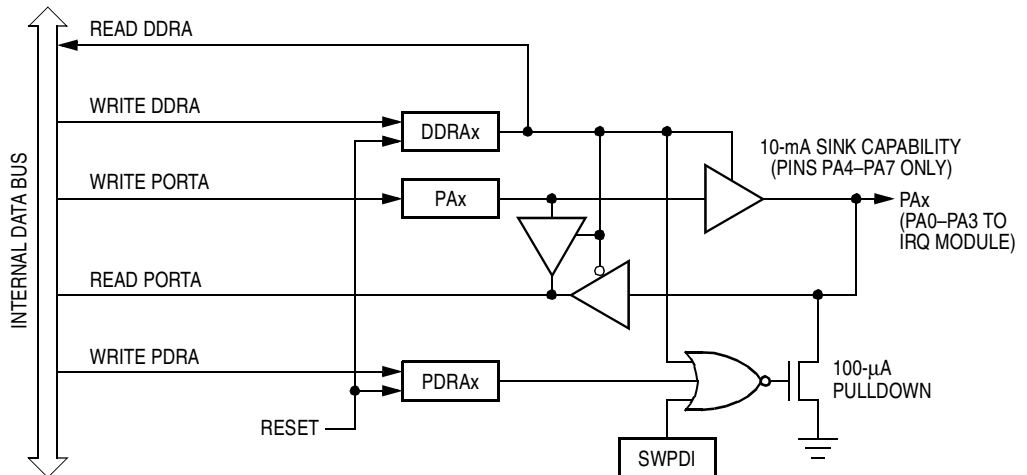 READ DDRA
WRITE DDRA
DDRAx
10-mA SINK CAPABILITY
(PINS PA4–PA7 ONLY)
WRITE PORTA
PAx
PAx
(PA0–PA3 TO
IRQ MODULE)
INTERNAL DATA BUS
READ PORTA
WRITE PDRA
PDRAx
100-µA
PULLDOWN
RESET
SWPDI